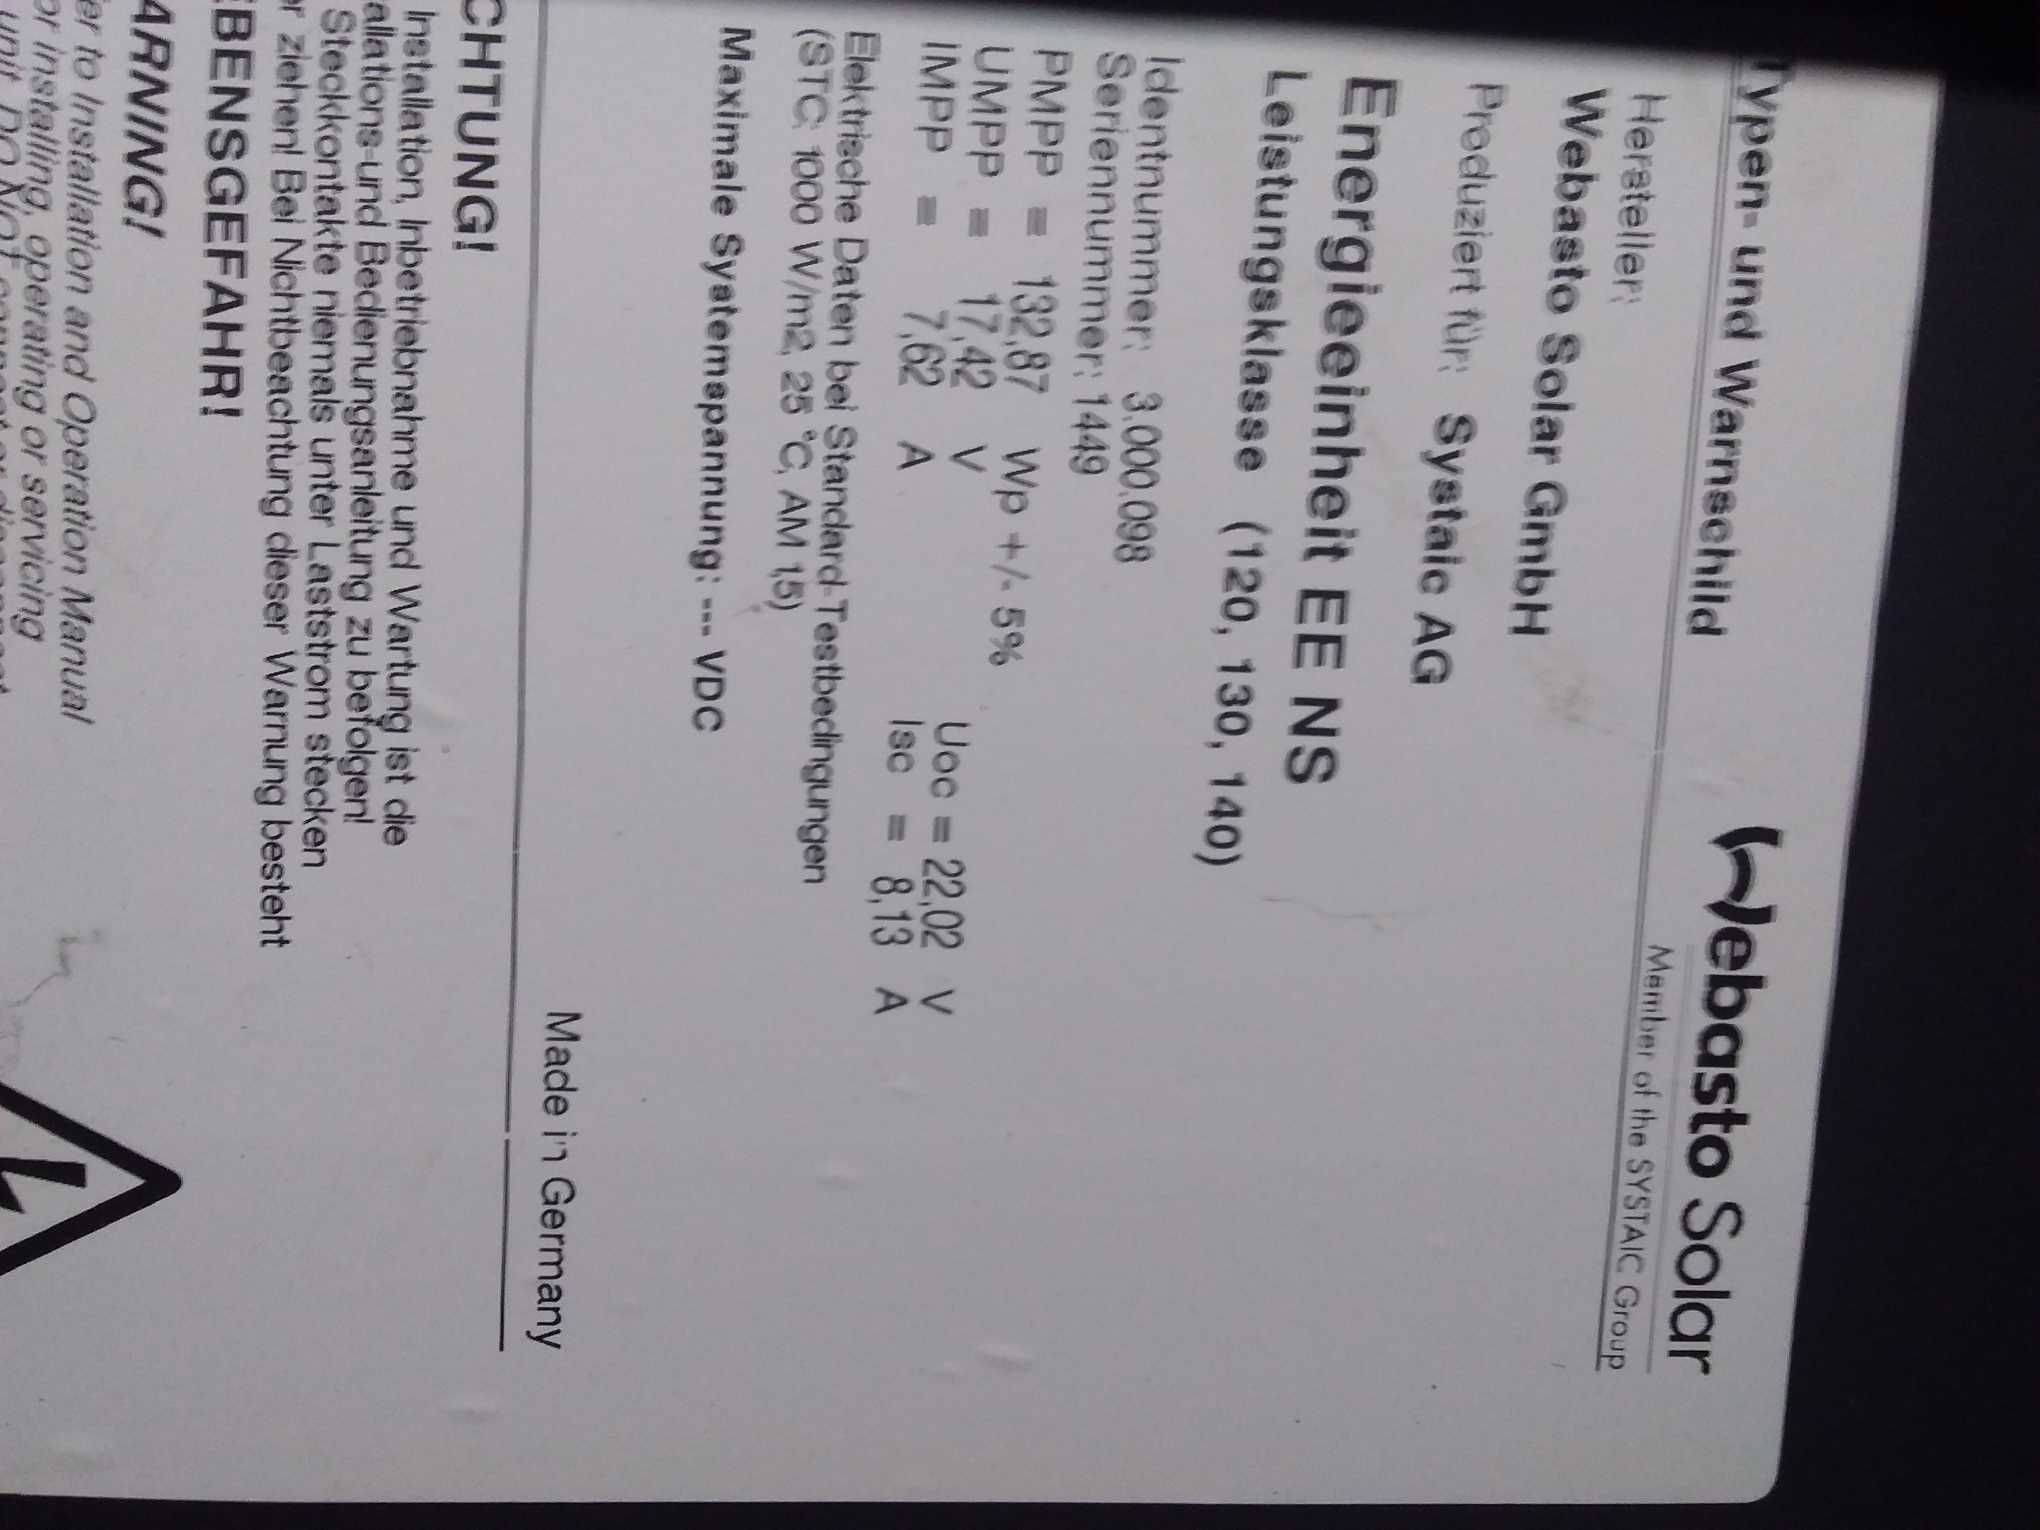 Typen- und Warnschild
Webasto Solar
Member of the SYSTAIC Group
Hersteller:
Webasto Solar GmbH
Produziert für: Systaic AG
Energieeinheit EE NS
Leistungsklasse (120, 130, 140)
Identnummer: 3.000.098
Seriennummer: 1449
PMPP = 132,87 Wp +/- 5%
UMPP = 17,42 V Uoc = 22,02 V
IMPP = 7,62 A Isc = 8,13 A
Elektrische Daten bei Standard-Testbedingungen
(STC: 1000 W/m2, 25 °C, AM 1,5)
Maximale Systemspannung: --- VDC
Made in Germany
CHTUNG!
Installation, Inbetriebnahme und Wartung ist die
allations-und Bedienungsanleitung zu befolgen!
Steckkontakte niemals unter Laststrom stecken
r ziehen! Bei Nichtbeachtung dieser Warnung besteht
BENSGEFAHR!
ARNING!
er to Installation and Operation Manual
or installing, operating or servicing
unit. DO NOT